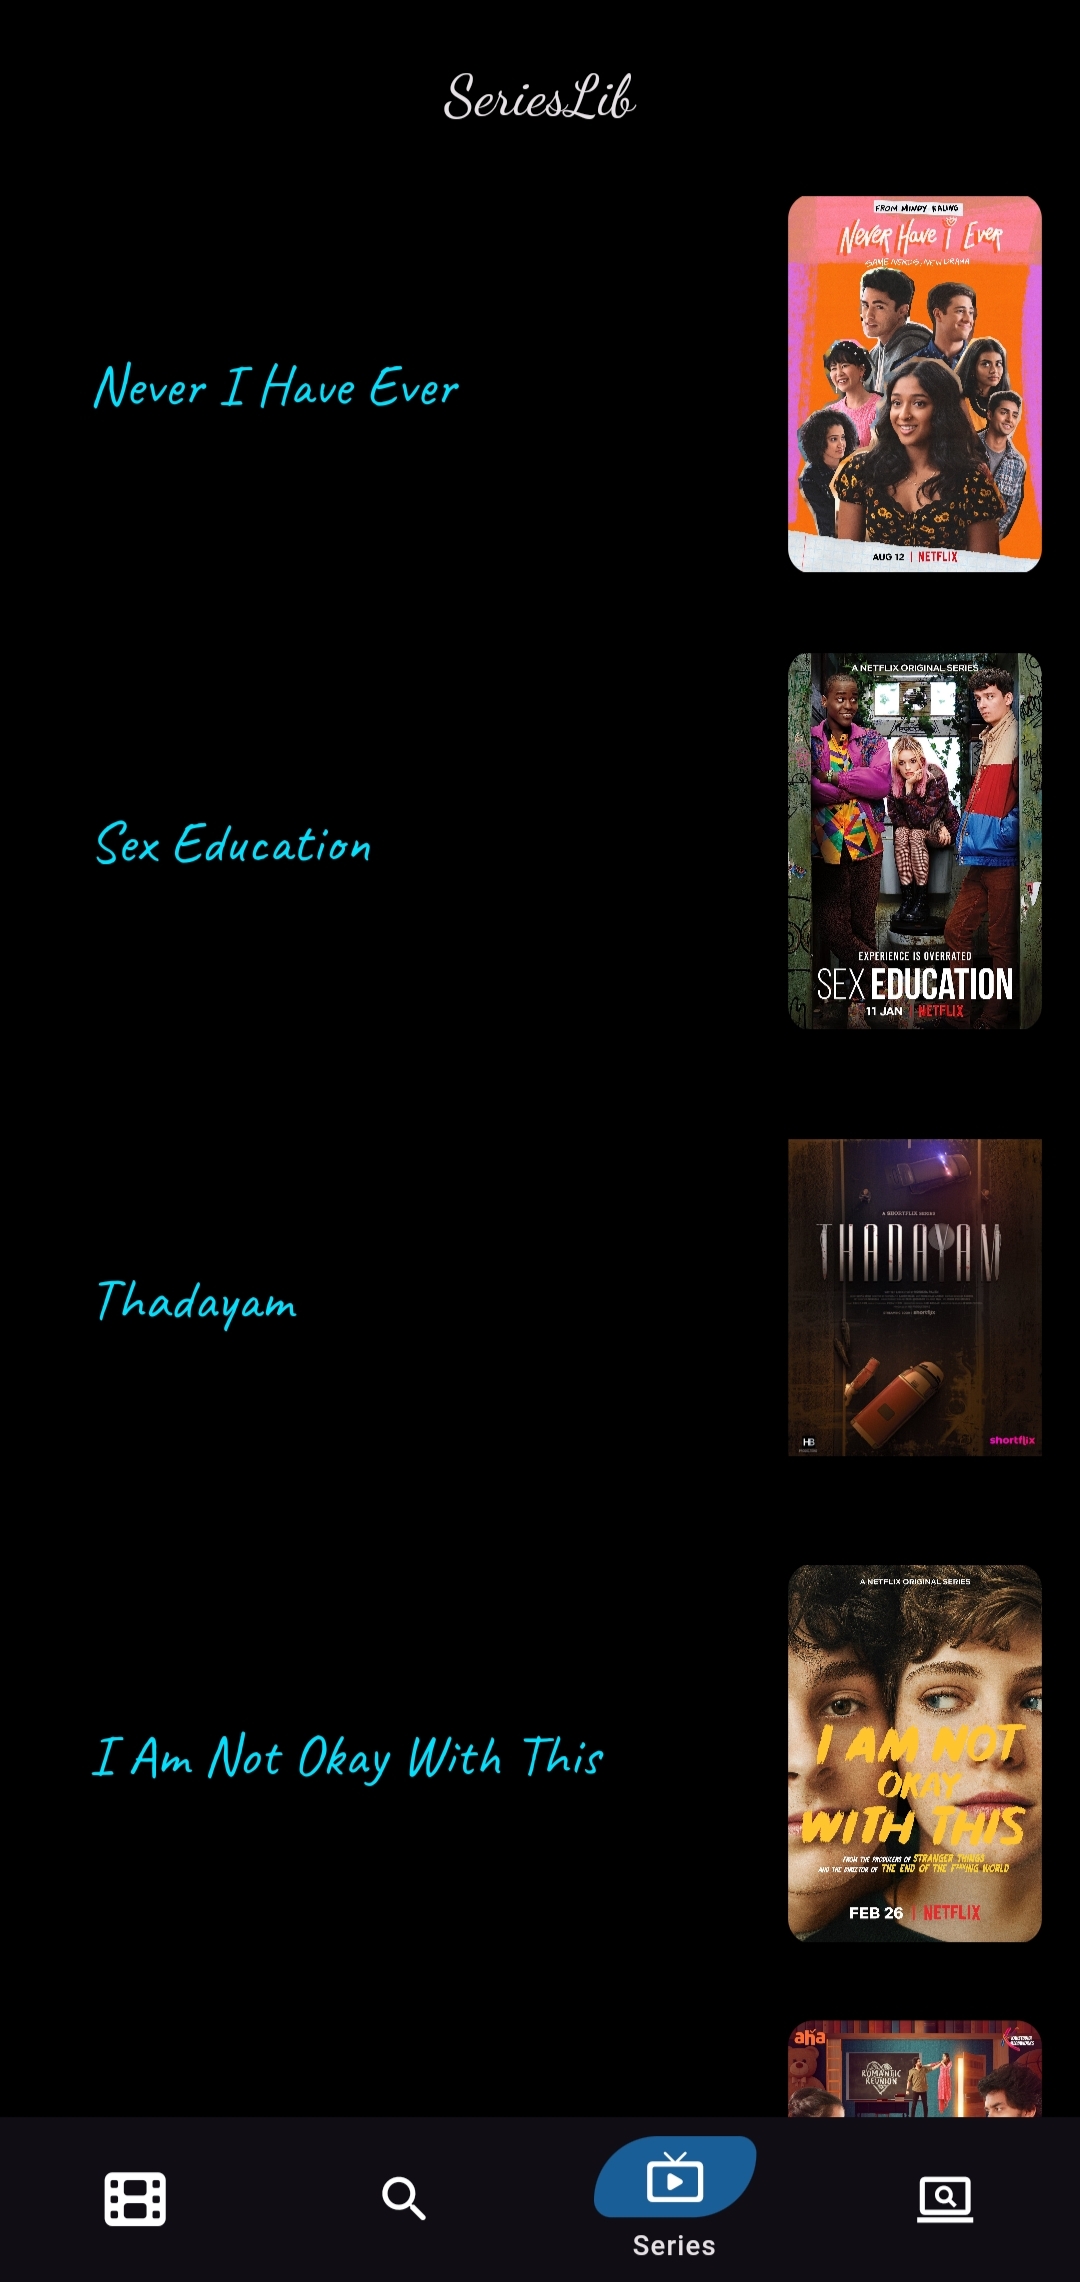 SeriesLib
FROM MINDY KALING
Never Have i Ever
SAME NERDS, NEW DRAMA
AUG 12 | NETFLIX
Never I Have Ever
A NETFLIX ORIGINAL SERIES
EXPERIENCE IS OVERRATED
SEX EDUCATION
11 JAN | NETFLIX
Sex Education
A SHORTFLIX SERIES
THADAYAM
shortflix
HB
shortflix
Thadayam
A NETFLIX ORIGINAL SERIES
I AM NOT
OKAY
WITH THIS
FROM THE PRODUCERS OF STRANGER THINGS
AND THE DIRECTOR OF THE END OF THE F***ING WORLD
FEB 26 | NETFLIX
I Am Not Okay With This
aha
ROMANTIC
REUNION
Series